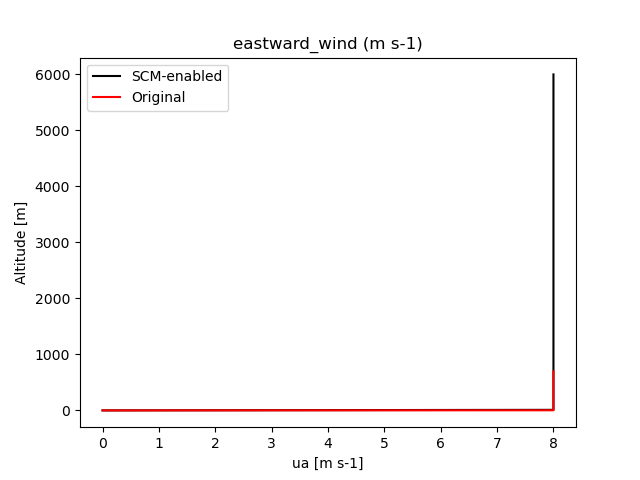 eastward_wind (m s-1)
SCM-enabled
Original
6000
5000
4000
3000
2000
1000
0
Altitude [m]
0 1 2 3 4 5 6 7 8
ua [m s-1]